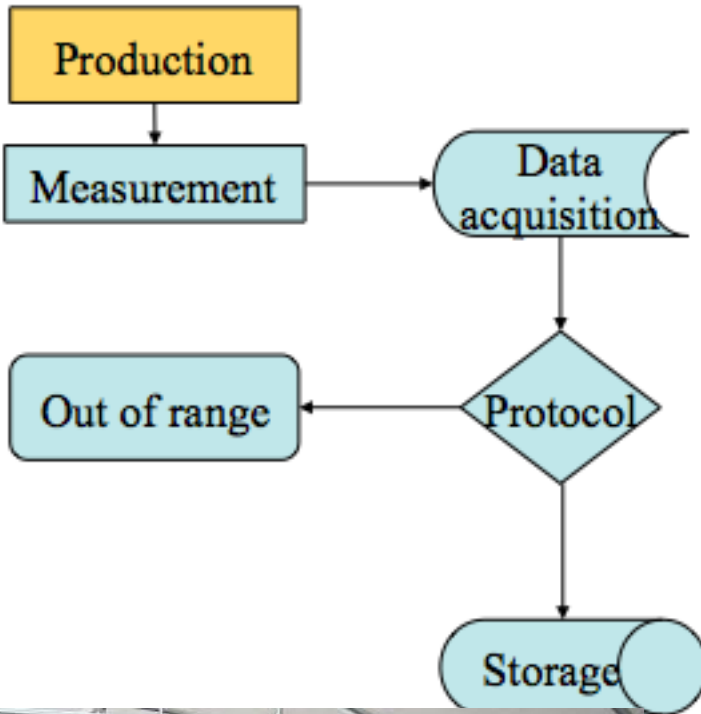 Production
Measurement
Data
acquisition
Out of range
Protocol
Storage